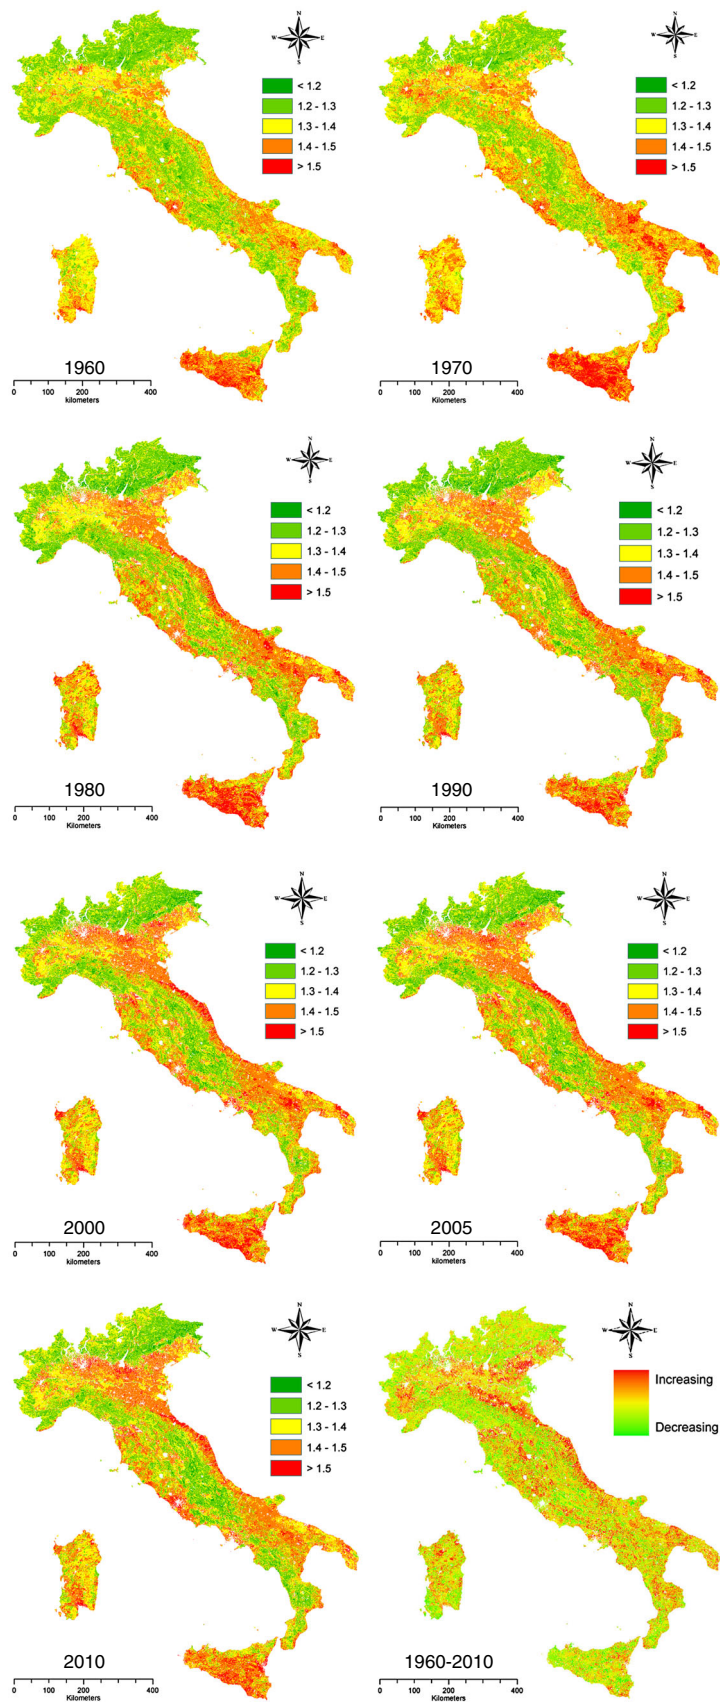 N
W E
S
< 1.2
1.2 - 1.3
1.3 - 1.4
1.4 - 1.5
> 1.5
1960
0 100 200 400
kilometers
N
W E
S
< 1.2
1.2 - 1.3
1.3 - 1.4
1.4 - 1.5
> 1.5
1970
0 100 200 400
kilometers
N
W E
S
< 1.2
1.2 - 1.3
1.3 - 1.4
1.4 - 1.5
> 1.5
1980
0 100 200 400
Kilometers
N
W E
S
< 1.2
1.2 - 1.3
1.3 - 1.4
1.4 - 1.5
> 1.5
1990
0 100 200 400
Kilometers
N
W E
S
< 1.2
1.2 - 1.3
1.3 - 1.4
1.4 - 1.5
> 1.5
2000
0 100 200 400
kilometers
N
W E
S
< 1.2
1.2 - 1.3
1.3 - 1.4
1.4 - 1.5
> 1.5
2005
0 100 200 400
kilometers
N
W E
S
< 1.2
1.2 - 1.3
1.3 - 1.4
1.4 - 1.5
> 1.5
2010
0 100 200 400
Kilometers
N
W E
S
Increasing
Decreasing
1960-2010
0 100 200 400
Kilometers